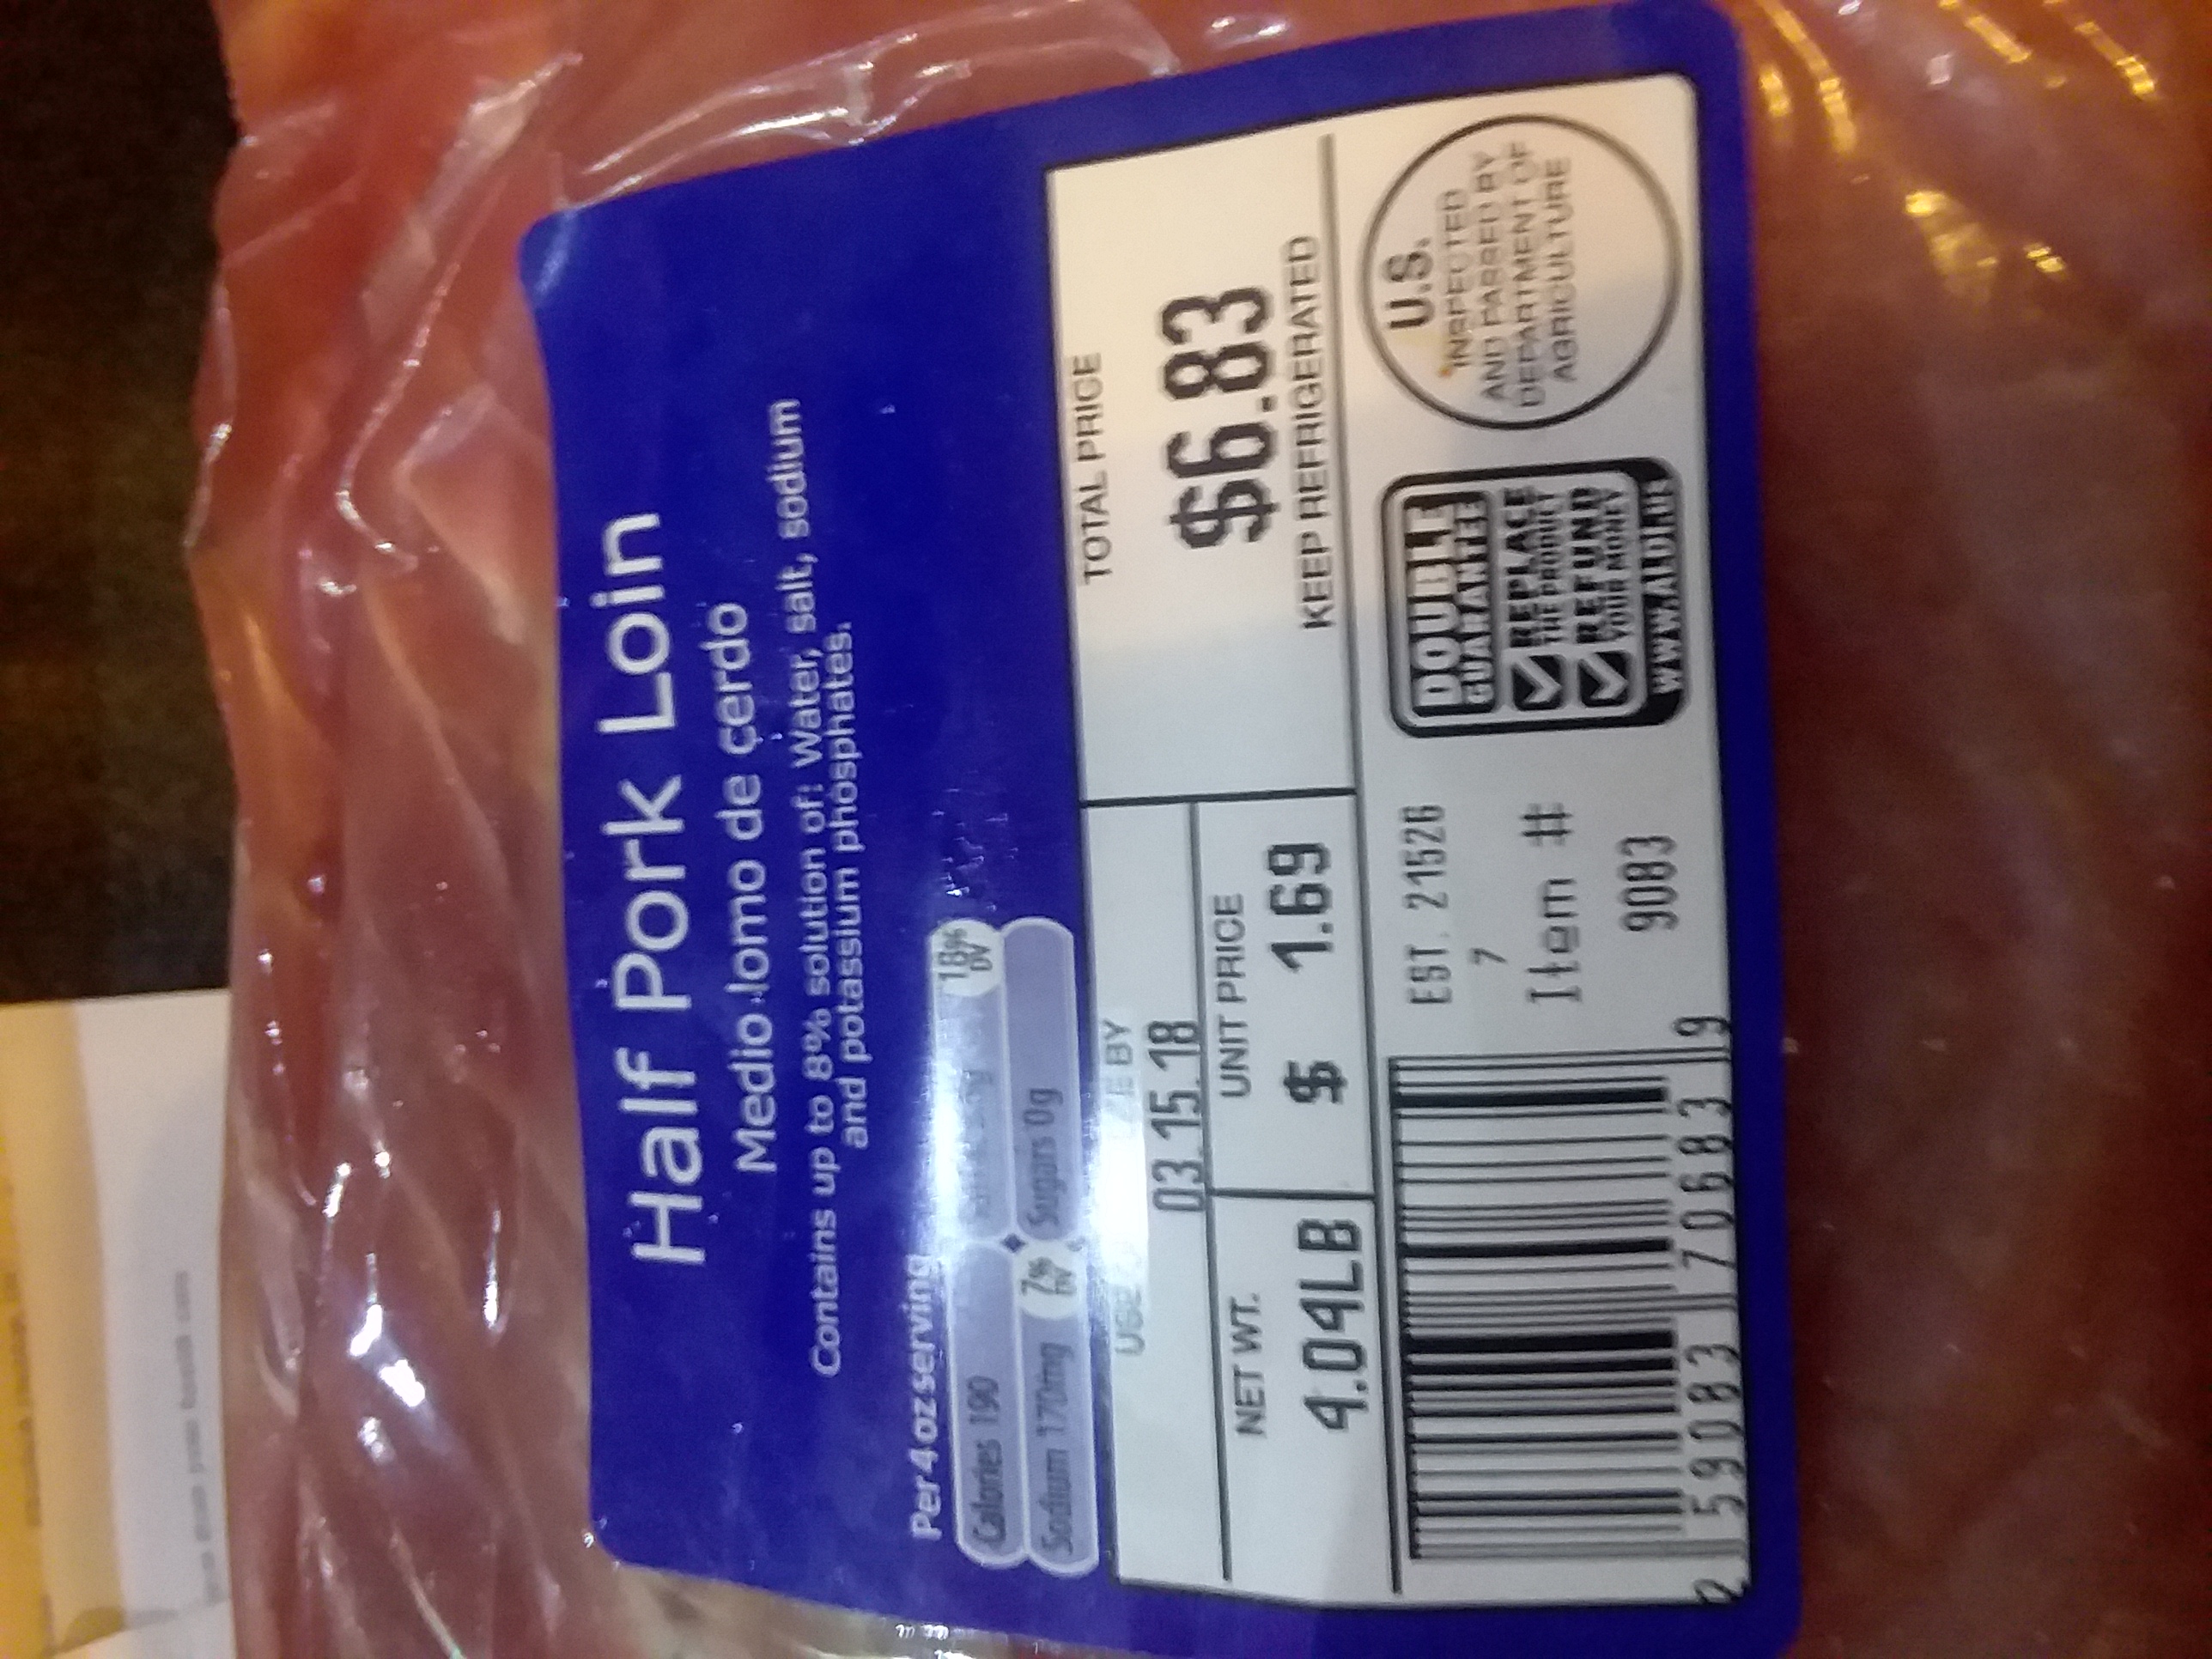 Half Pork Loin
Medio lomo de cerdo
Contains up to 8% solution of: Water, salt, sodium
and potassium phosphates.
Per 4 oz serving
Calories 190
18% DV
Sodium 170mg 7% DV
Sugars 0g
BY
03.15.18
NET WT.
4.04LB
UNIT PRICE
$ 1.69
TOTAL PRICE
$6.83
KEEP REFRIGERATED
EST. 21526
7
Item #
9083
2 59083 70683 9
DOUBLE
GUARANTEE
REPLACE
THE PRODUCT
REFUND
YOUR MONEY
www.ALDI.us
U.S.
INSPECTED
AND PASSED BY
DEPARTMENT OF
AGRICULTURE